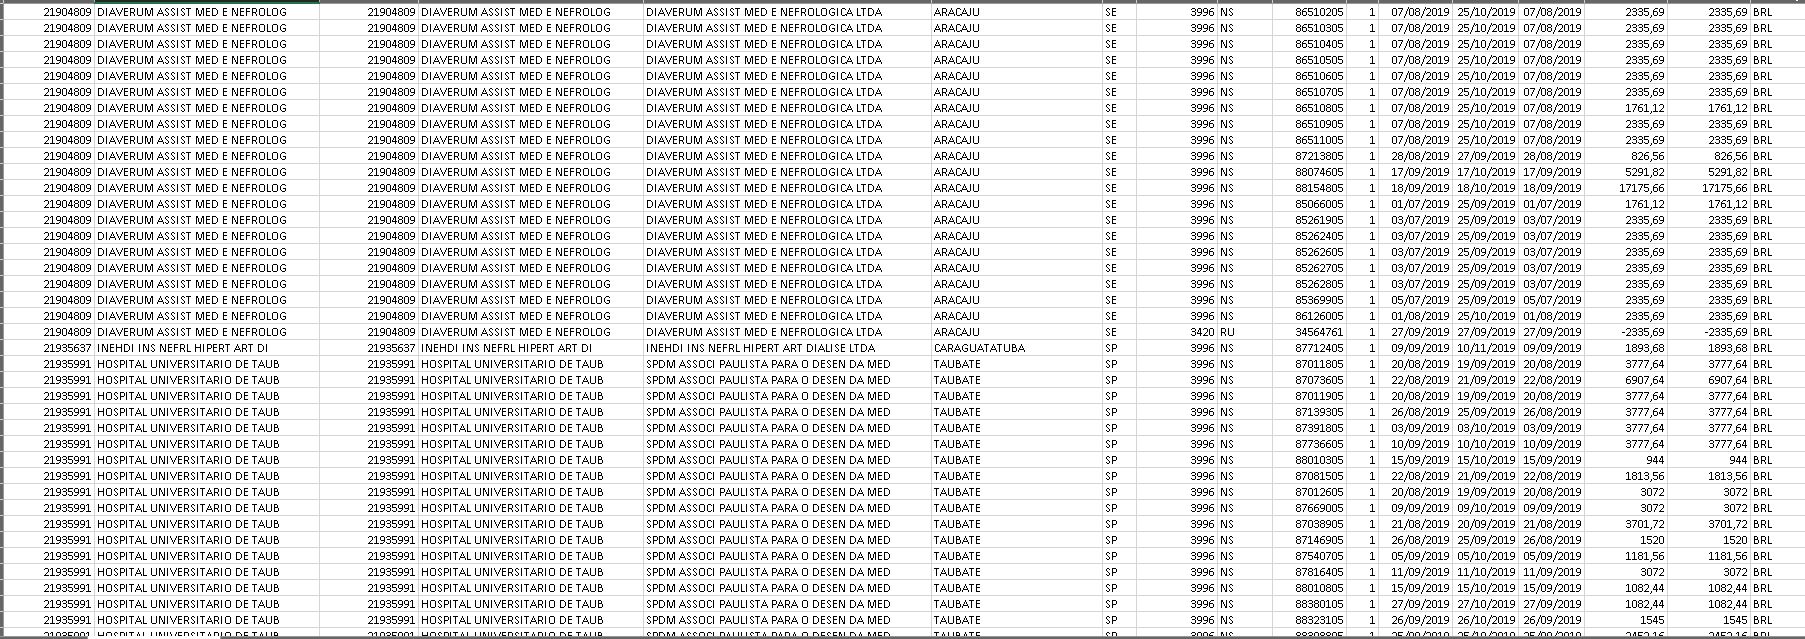 21904809 DIAVERUM ASSIST MED E NEFROLOG 21904809 DIAVERUM ASSIST MED E NEFROLOG DIAVERUM ASSIST MED E NEFROLOGICA LTDA ARACAJU SE 3996 NS 86510205 1 07/08/2019 25/10/2019 07/08/2019 2335,69 2335,69 BRL
21904809 DIAVERUM ASSIST MED E NEFROLOG 21904809 DIAVERUM ASSIST MED E NEFROLOG DIAVERUM ASSIST MED E NEFROLOGICA LTDA ARACAJU SE 3996 NS 86510305 1 07/08/2019 25/10/2019 07/08/2019 2335,69 2335,69 BRL
21904809 DIAVERUM ASSIST MED E NEFROLOG 21904809 DIAVERUM ASSIST MED E NEFROLOG DIAVERUM ASSIST MED E NEFROLOGICA LTDA ARACAJU SE 3996 NS 86510405 1 07/08/2019 25/10/2019 07/08/2019 2335,69 2335,69 BRL
21904809 DIAVERUM ASSIST MED E NEFROLOG 21904809 DIAVERUM ASSIST MED E NEFROLOG DIAVERUM ASSIST MED E NEFROLOGICA LTDA ARACAJU SE 3996 NS 86510505 1 07/08/2019 25/10/2019 07/08/2019 2335,69 2335,69 BRL
21904809 DIAVERUM ASSIST MED E NEFROLOG 21904809 DIAVERUM ASSIST MED E NEFROLOG DIAVERUM ASSIST MED E NEFROLOGICA LTDA ARACAJU SE 3996 NS 86510605 1 07/08/2019 25/10/2019 07/08/2019 2335,69 2335,69 BRL
21904809 DIAVERUM ASSIST MED E NEFROLOG 21904809 DIAVERUM ASSIST MED E NEFROLOG DIAVERUM ASSIST MED E NEFROLOGICA LTDA ARACAJU SE 3996 NS 86510705 1 07/08/2019 25/10/2019 07/08/2019 2335,69 2335,69 BRL
21904809 DIAVERUM ASSIST MED E NEFROLOG 21904809 DIAVERUM ASSIST MED E NEFROLOG DIAVERUM ASSIST MED E NEFROLOGICA LTDA ARACAJU SE 3996 NS 86510805 1 07/08/2019 25/10/2019 07/08/2019 1761,12 1761,12 BRL
21904809 DIAVERUM ASSIST MED E NEFROLOG 21904809 DIAVERUM ASSIST MED E NEFROLOG DIAVERUM ASSIST MED E NEFROLOGICA LTDA ARACAJU SE 3996 NS 86510905 1 07/08/2019 25/10/2019 07/08/2019 2335,69 2335,69 BRL
21904809 DIAVERUM ASSIST MED E NEFROLOG 21904809 DIAVERUM ASSIST MED E NEFROLOG DIAVERUM ASSIST MED E NEFROLOGICA LTDA ARACAJU SE 3996 NS 86511005 1 07/08/2019 25/10/2019 07/08/2019 2335,69 2335,69 BRL
21904809 DIAVERUM ASSIST MED E NEFROLOG 21904809 DIAVERUM ASSIST MED E NEFROLOG DIAVERUM ASSIST MED E NEFROLOGICA LTDA ARACAJU SE 3996 NS 87213805 1 28/08/2019 27/09/2019 28/08/2019 826,56 826,56 BRL
21904809 DIAVERUM ASSIST MED E NEFROLOG 21904809 DIAVERUM ASSIST MED E NEFROLOG DIAVERUM ASSIST MED E NEFROLOGICA LTDA ARACAJU SE 3996 NS 88074605 1 17/09/2019 17/10/2019 17/09/2019 5291,82 5291,82 BRL
21904809 DIAVERUM ASSIST MED E NEFROLOG 21904809 DIAVERUM ASSIST MED E NEFROLOG DIAVERUM ASSIST MED E NEFROLOGICA LTDA ARACAJU SE 3996 NS 88154805 1 18/09/2019 18/10/2019 18/09/2019 17175,66 17175,66 BRL
21904809 DIAVERUM ASSIST MED E NEFROLOG 21904809 DIAVERUM ASSIST MED E NEFROLOG DIAVERUM ASSIST MED E NEFROLOGICA LTDA ARACAJU SE 3996 NS 85066005 1 01/07/2019 25/09/2019 01/07/2019 1761,12 1761,12 BRL
21904809 DIAVERUM ASSIST MED E NEFROLOG 21904809 DIAVERUM ASSIST MED E NEFROLOG DIAVERUM ASSIST MED E NEFROLOGICA LTDA ARACAJU SE 3996 NS 85261905 1 03/07/2019 25/09/2019 03/07/2019 2335,69 2335,69 BRL
21904809 DIAVERUM ASSIST MED E NEFROLOG 21904809 DIAVERUM ASSIST MED E NEFROLOG DIAVERUM ASSIST MED E NEFROLOGICA LTDA ARACAJU SE 3996 NS 85262405 1 03/07/2019 25/09/2019 03/07/2019 2335,69 2335,69 BRL
21904809 DIAVERUM ASSIST MED E NEFROLOG 21904809 DIAVERUM ASSIST MED E NEFROLOG DIAVERUM ASSIST MED E NEFROLOGICA LTDA ARACAJU SE 3996 NS 85262605 1 03/07/2019 25/09/2019 03/07/2019 2335,69 2335,69 BRL
21904809 DIAVERUM ASSIST MED E NEFROLOG 21904809 DIAVERUM ASSIST MED E NEFROLOG DIAVERUM ASSIST MED E NEFROLOGICA LTDA ARACAJU SE 3996 NS 85262705 1 03/07/2019 25/09/2019 03/07/2019 2335,69 2335,69 BRL
21904809 DIAVERUM ASSIST MED E NEFROLOG 21904809 DIAVERUM ASSIST MED E NEFROLOG DIAVERUM ASSIST MED E NEFROLOGICA LTDA ARACAJU SE 3996 NS 85262805 1 03/07/2019 25/09/2019 03/07/2019 2335,69 2335,69 BRL
21904809 DIAVERUM ASSIST MED E NEFROLOG 21904809 DIAVERUM ASSIST MED E NEFROLOG DIAVERUM ASSIST MED E NEFROLOGICA LTDA ARACAJU SE 3996 NS 85369905 1 05/07/2019 25/09/2019 05/07/2019 2335,69 2335,69 BRL
21904809 DIAVERUM ASSIST MED E NEFROLOG 21904809 DIAVERUM ASSIST MED E NEFROLOG DIAVERUM ASSIST MED E NEFROLOGICA LTDA ARACAJU SE 3996 NS 86126005 1 01/08/2019 25/10/2019 01/08/2019 2335,69 2335,69 BRL
21904809 DIAVERUM ASSIST MED E NEFROLOG 21904809 DIAVERUM ASSIST MED E NEFROLOG DIAVERUM ASSIST MED E NEFROLOGICA LTDA ARACAJU SE 3420 RU 34564761 1 27/09/2019 27/09/2019 27/09/2019 -2335,69 -2335,69 BRL
21935637 INEHDI INS NEFRL HIPERT ART DI 21935637 INEHDI INS NEFRL HIPERT ART DI INEHDI INS NEFRL HIPERT ART DIALISE LTDA CARAGUATATUBA SP 3996 NS 87712405 1 09/09/2019 10/11/2019 09/09/2019 1893,68 1893,68 BRL
21935991 HOSPITAL UNIVERSITARIO DE TAUB 21935991 HOSPITAL UNIVERSITARIO DE TAUB SPDM ASSOCI PAULISTA PARA O DESEN DA MED TAUBATE SP 3996 NS 87011805 1 20/08/2019 19/09/2019 20/08/2019 3777,64 3777,64 BRL
21935991 HOSPITAL UNIVERSITARIO DE TAUB 21935991 HOSPITAL UNIVERSITARIO DE TAUB SPDM ASSOCI PAULISTA PARA O DESEN DA MED TAUBATE SP 3996 NS 87073605 1 22/08/2019 21/09/2019 22/08/2019 6907,64 6907,64 BRL
21935991 HOSPITAL UNIVERSITARIO DE TAUB 21935991 HOSPITAL UNIVERSITARIO DE TAUB SPDM ASSOCI PAULISTA PARA O DESEN DA MED TAUBATE SP 3996 NS 87011905 1 20/08/2019 19/09/2019 20/08/2019 3777,64 3777,64 BRL
21935991 HOSPITAL UNIVERSITARIO DE TAUB 21935991 HOSPITAL UNIVERSITARIO DE TAUB SPDM ASSOCI PAULISTA PARA O DESEN DA MED TAUBATE SP 3996 NS 87139305 1 26/08/2019 25/09/2019 26/08/2019 3777,64 3777,64 BRL
21935991 HOSPITAL UNIVERSITARIO DE TAUB 21935991 HOSPITAL UNIVERSITARIO DE TAUB SPDM ASSOCI PAULISTA PARA O DESEN DA MED TAUBATE SP 3996 NS 87391805 1 03/09/2019 03/10/2019 03/09/2019 3777,64 3777,64 BRL
21935991 HOSPITAL UNIVERSITARIO DE TAUB 21935991 HOSPITAL UNIVERSITARIO DE TAUB SPDM ASSOCI PAULISTA PARA O DESEN DA MED TAUBATE SP 3996 NS 87736605 1 10/09/2019 10/10/2019 10/09/2019 3777,64 3777,64 BRL
21935991 HOSPITAL UNIVERSITARIO DE TAUB 21935991 HOSPITAL UNIVERSITARIO DE TAUB SPDM ASSOCI PAULISTA PARA O DESEN DA MED TAUBATE SP 3996 NS 88010305 1 15/09/2019 15/10/2019 15/09/2019 944 944 BRL
21935991 HOSPITAL UNIVERSITARIO DE TAUB 21935991 HOSPITAL UNIVERSITARIO DE TAUB SPDM ASSOCI PAULISTA PARA O DESEN DA MED TAUBATE SP 3996 NS 87081505 1 22/08/2019 21/09/2019 22/08/2019 1813,56 1813,56 BRL
21935991 HOSPITAL UNIVERSITARIO DE TAUB 21935991 HOSPITAL UNIVERSITARIO DE TAUB SPDM ASSOCI PAULISTA PARA O DESEN DA MED TAUBATE SP 3996 NS 87012605 1 20/08/2019 19/09/2019 20/08/2019 3072 3072 BRL
21935991 HOSPITAL UNIVERSITARIO DE TAUB 21935991 HOSPITAL UNIVERSITARIO DE TAUB SPDM ASSOCI PAULISTA PARA O DESEN DA MED TAUBATE SP 3996 NS 87669005 1 09/09/2019 09/10/2019 09/09/2019 3072 3072 BRL
21935991 HOSPITAL UNIVERSITARIO DE TAUB 21935991 HOSPITAL UNIVERSITARIO DE TAUB SPDM ASSOCI PAULISTA PARA O DESEN DA MED TAUBATE SP 3996 NS 87038905 1 21/08/2019 20/09/2019 21/08/2019 3701,72 3701,72 BRL
21935991 HOSPITAL UNIVERSITARIO DE TAUB 21935991 HOSPITAL UNIVERSITARIO DE TAUB SPDM ASSOCI PAULISTA PARA O DESEN DA MED TAUBATE SP 3996 NS 87146905 1 26/08/2019 25/09/2019 26/08/2019 1520 1520 BRL
21935991 HOSPITAL UNIVERSITARIO DE TAUB 21935991 HOSPITAL UNIVERSITARIO DE TAUB SPDM ASSOCI PAULISTA PARA O DESEN DA MED TAUBATE SP 3996 NS 87540705 1 05/09/2019 05/10/2019 05/09/2019 1181,56 1181,56 BRL
21935991 HOSPITAL UNIVERSITARIO DE TAUB 21935991 HOSPITAL UNIVERSITARIO DE TAUB SPDM ASSOCI PAULISTA PARA O DESEN DA MED TAUBATE SP 3996 NS 87816405 1 11/09/2019 11/10/2019 11/09/2019 3072 3072 BRL
21935991 HOSPITAL UNIVERSITARIO DE TAUB 21935991 HOSPITAL UNIVERSITARIO DE TAUB SPDM ASSOCI PAULISTA PARA O DESEN DA MED TAUBATE SP 3996 NS 88010805 1 15/09/2019 15/10/2019 15/09/2019 1082,44 1082,44 BRL
21935991 HOSPITAL UNIVERSITARIO DE TAUB 21935991 HOSPITAL UNIVERSITARIO DE TAUB SPDM ASSOCI PAULISTA PARA O DESEN DA MED TAUBATE SP 3996 NS 88380105 1 27/09/2019 27/10/2019 27/09/2019 1082,44 1082,44 BRL
21935991 HOSPITAL UNIVERSITARIO DE TAUB 21935991 HOSPITAL UNIVERSITARIO DE TAUB SPDM ASSOCI PAULISTA PARA O DESEN DA MED TAUBATE SP 3996 NS 88323105 1 26/09/2019 26/10/2019 26/09/2019 1545 1545 BRL